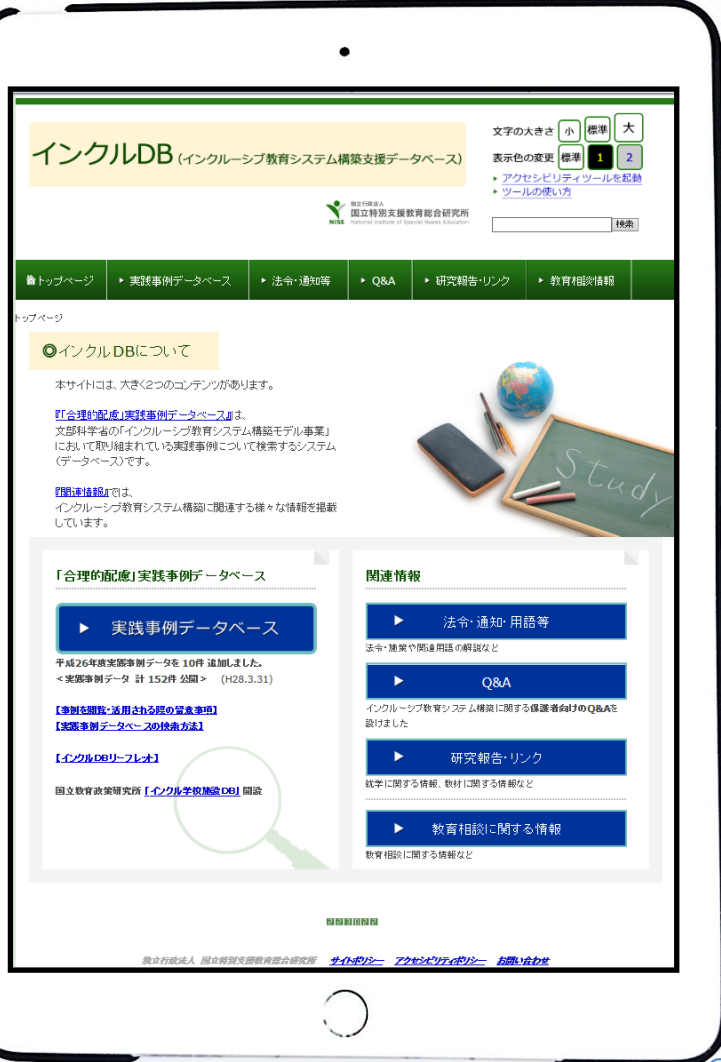 インクルDB (インクルーシブ教育システム構築支援データベース)
文字の大きさ 小 標準 大
表示色の変更 標準 1 2
アクセシビリティツールを起動
ツールの使い方
検索
NISE 独立行政法人
国立特別支援教育総合研究所
National Institute of Special Needs Education
トップページ 実践事例データベース 法令・通知等 Q&A 研究報告・リンク 教育相談情報
トップページ
◎インクルDBについて
本サイトには、大きく2つのコンテンツがあります。
『「合理的配慮」実践事例データベース』は、
文部科学省の「インクルーシブ教育システム構築モデル事業」
において取り組まれている実践事例について検索するシステム
（データベース）です。
『関連情報』では、
インクルーシブ教育システム構築に関連する様々な情報を掲載
しています。
Study
「合理的配慮」実践事例データベース
実践事例データベース
平成26年度実践事例データを 10件 追加しました。
＜実践事例データ 計 152件 公開＞ (H28.3.31)
【事例を閲覧・活用される際の留意事項】
【実践事例データベースの検索方法】
【インクルDBリーフレット】
国立教育政策研究所 【インクル学校施設DB】 開設
関連情報
法令・通知・用語等
法令・施策や関連用語の解説など
Q&A
インクルーシブ教育システム構築に関する保護者向けのQ&Aを
設けました
研究報告・リンク
就学に関する情報、教材に関する情報など
教育相談に関する情報
教育相談に関する情報など
独立行政法人 国立特別支援教育総合研究所 サイトポリシー アクセシビリティポリシー お問い合わせ